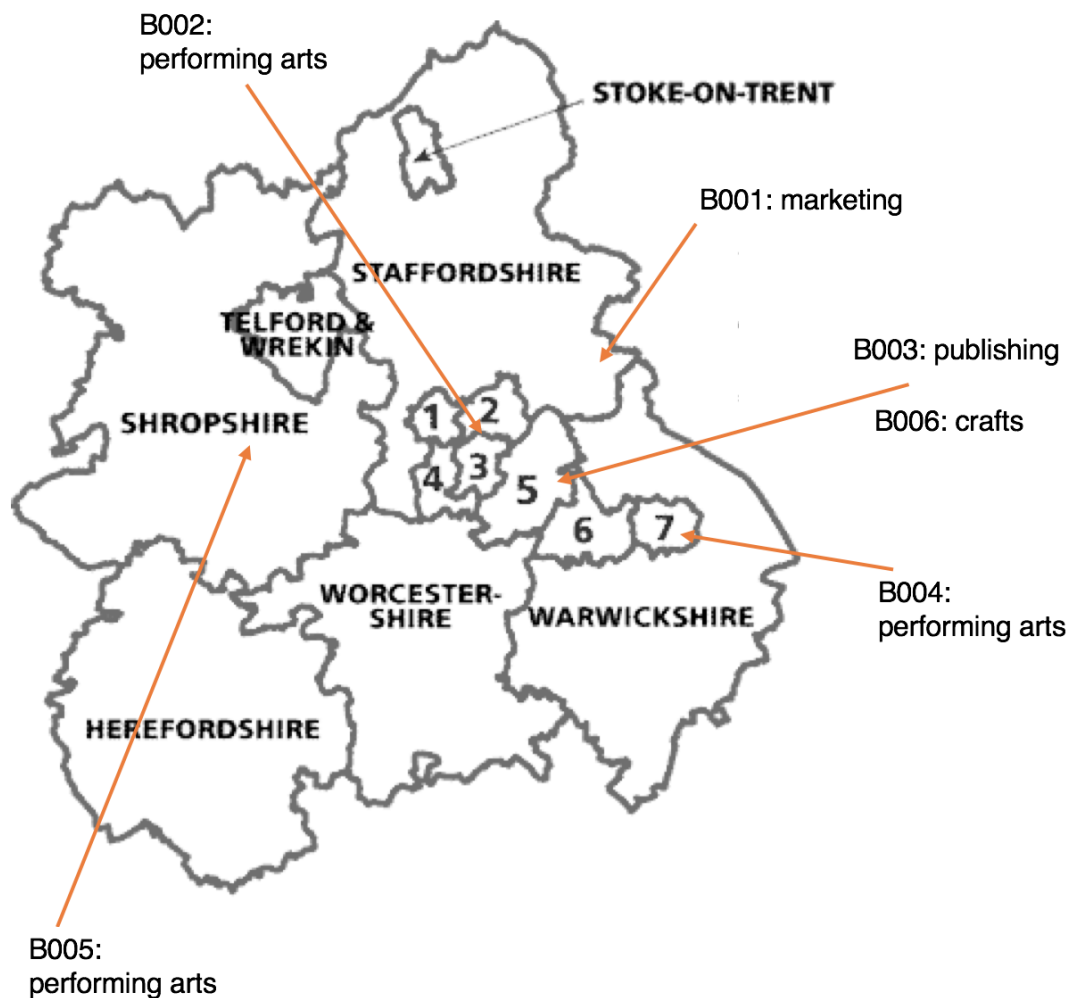 B002:
performing arts
STOKE-ON-TRENT
B001: marketing
STAFFORDSHIRE
TELFORD &
WREKIN
B003: publishing
SHROPSHIRE
1
2
B006: crafts
3
4
5
6
7
WORCESTER-
SHIRE
WARWICKSHIRE
B004:
performing arts
HEREFORDSHIRE
B005:
performing arts